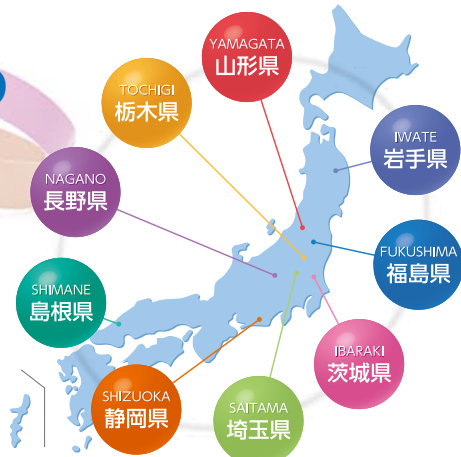 YAMAGATA
山形県
TOCHIGI
栃木県
IWATE
岩手県
NAGANO
長野県
FUKUSHIMA
福島県
SHIMANE
島根県
IBARAKI
茨城県
SHIZUOKA
静岡県
SAITAMA
埼玉県